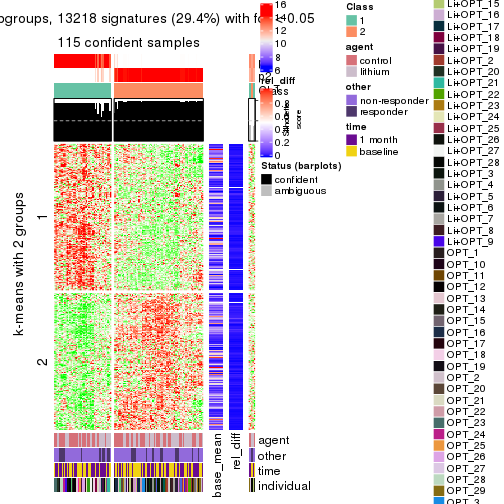 ogroups, 13218 signatures (29.4%) with fdr < 0.05
115 confident samples
k-means with 2 groups
1
2
base_mean
rel_diff
agent
other
time
individual
16
14
12
10
8
6
rel_diff
Class
1
0.8
0.6
0.4
0.2
0
score
Status (barplots)
confident
ambiguous
Class
1
2
agent
control
lithium
other
non-responder
responder
time
1 month
baseline
Li+OPT_15
Li+OPT_16
Li+OPT_17
Li+OPT_18
Li+OPT_19
Li+OPT_2
Li+OPT_20
Li+OPT_21
Li+OPT_22
Li+OPT_23
Li+OPT_24
Li+OPT_25
Li+OPT_26
Li+OPT_27
Li+OPT_28
Li+OPT_3
Li+OPT_4
Li+OPT_5
Li+OPT_6
Li+OPT_7
Li+OPT_8
Li+OPT_9
OPT_1
OPT_10
OPT_11
OPT_12
OPT_13
OPT_14
OPT_15
OPT_16
OPT_17
OPT_18
OPT_19
OPT_2
OPT_20
OPT_21
OPT_22
OPT_23
OPT_24
OPT_25
OPT_26
OPT_27
OPT_28
OPT_29
OPT_3